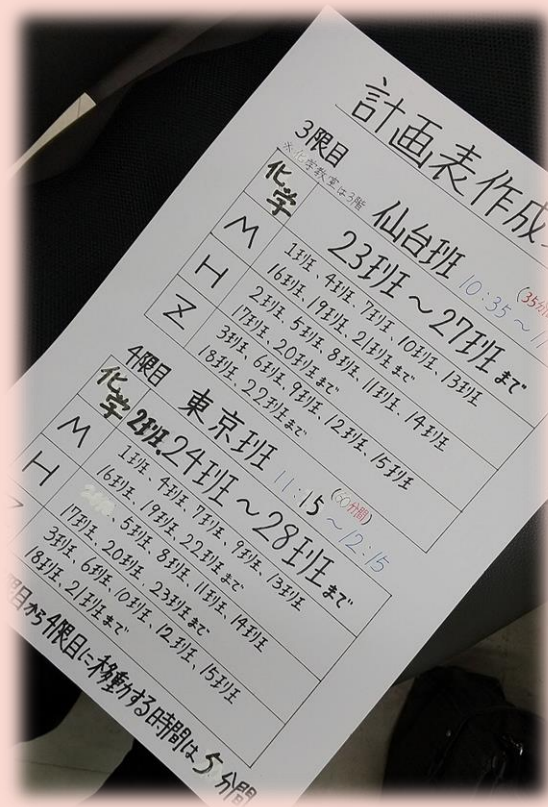 計画表作成
3限目
※化学教室は3階
仙台班 10:35〜11
(35分
化学 23班〜27班まで
M 1班、4班、7班、10班、13班
16班、19班、21班まで
H 2班、5班、8班、11班、14班
17班、20班まで
Z 3班、6班、9班、12班、15班
18班、22班まで
4限目 東京班 11:15〜12:15
(60分間)
化学 2班、24班〜28班まで
M 1班、4班、7班、9班、13班
16班、19班、22班まで
H 5班、8班、11班、14班
17班、20班、23班まで
3班、6班、10班、12班、15班
18班、21班まで
限目から4限目に移動する時間は5分間